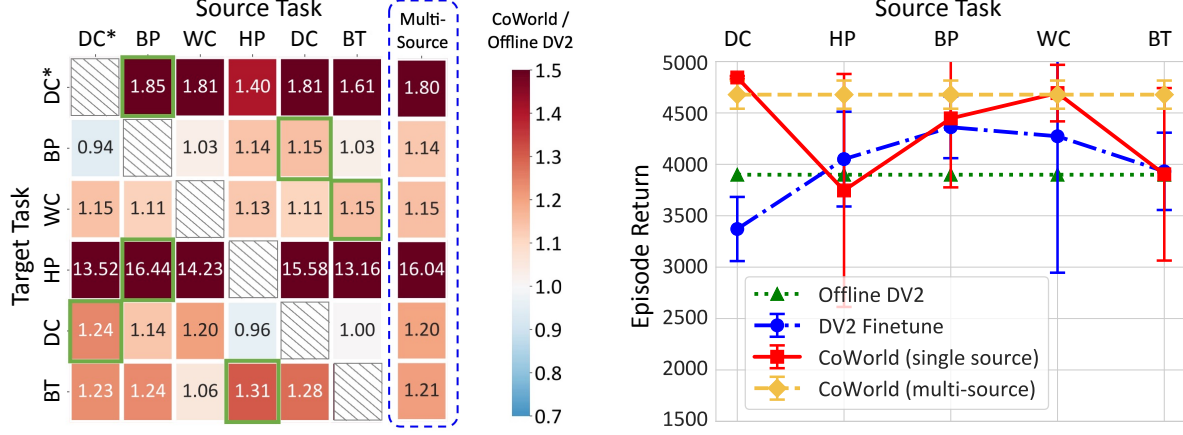 Source Task
DC* BP WC HP DC BT
Multi-
Source
CoWorld /
Offline DV2
Target Task
DC* 1.85 1.81 1.40 1.81 1.61 1.80
BP 0.94 1.03 1.14 1.15 1.03 1.14
WC 1.15 1.11 1.13 1.11 1.15 1.15
HP 13.52 16.44 14.23 15.58 13.16 16.04
DC 1.24 1.14 1.20 0.96 1.00 1.20
BT 1.23 1.24 1.06 1.31 1.28 1.21
1.5
1.4
1.3
1.2
1.1
1.0
0.9
0.8
0.7
Source Task
DC HP BP WC BT
Episode Return
5000
4500
4000
3500
3000
2500
2000
1500
Offline DV2
DV2 Finetune
CoWorld (single source)
CoWorld (multi-source)